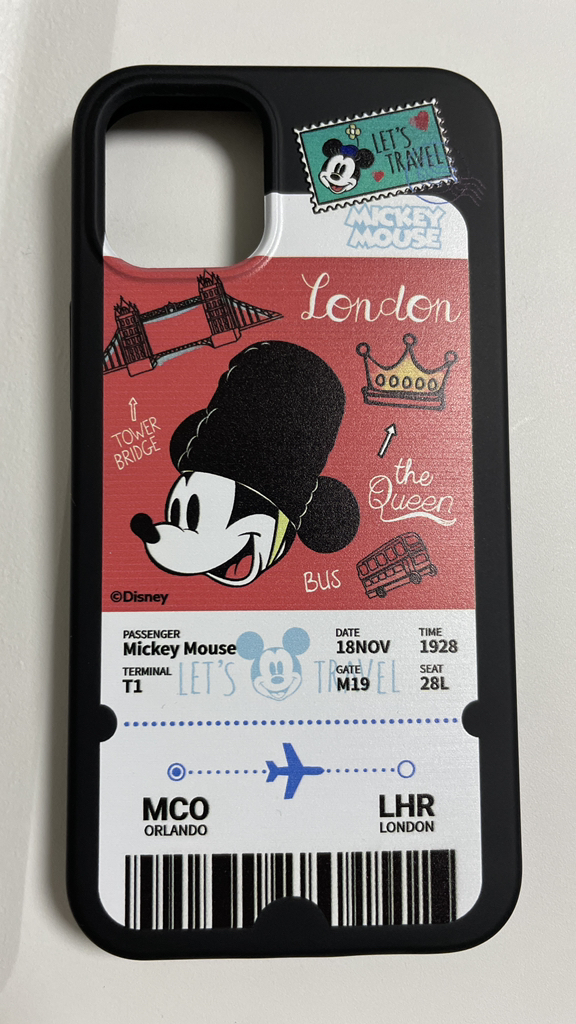 LET'S
TRAVEL
MICKEY
MOUSE
London
TOWER
BRIDGE
the
Queen
BUS
©Disney
PASSENGER
Mickey Mouse
DATE
18NOV
TIME
1928
TERMINAL
T1
LET'S TRAVEL
GATE
M19
SEAT
28L
MCO
ORLANDO
LHR
LONDON